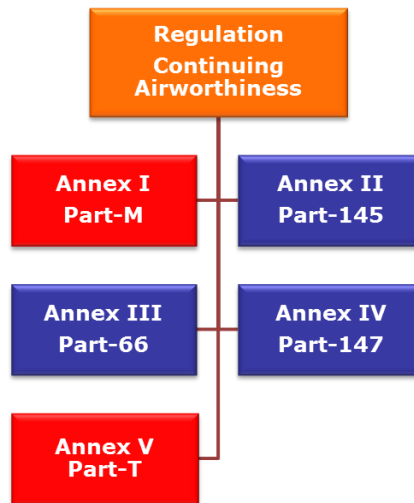 Regulation
Continuing
Airworthiness
Annex I
Part-M
Annex II
Part-145
Annex III
Part-66
Annex IV
Part-147
Annex V
Part-T